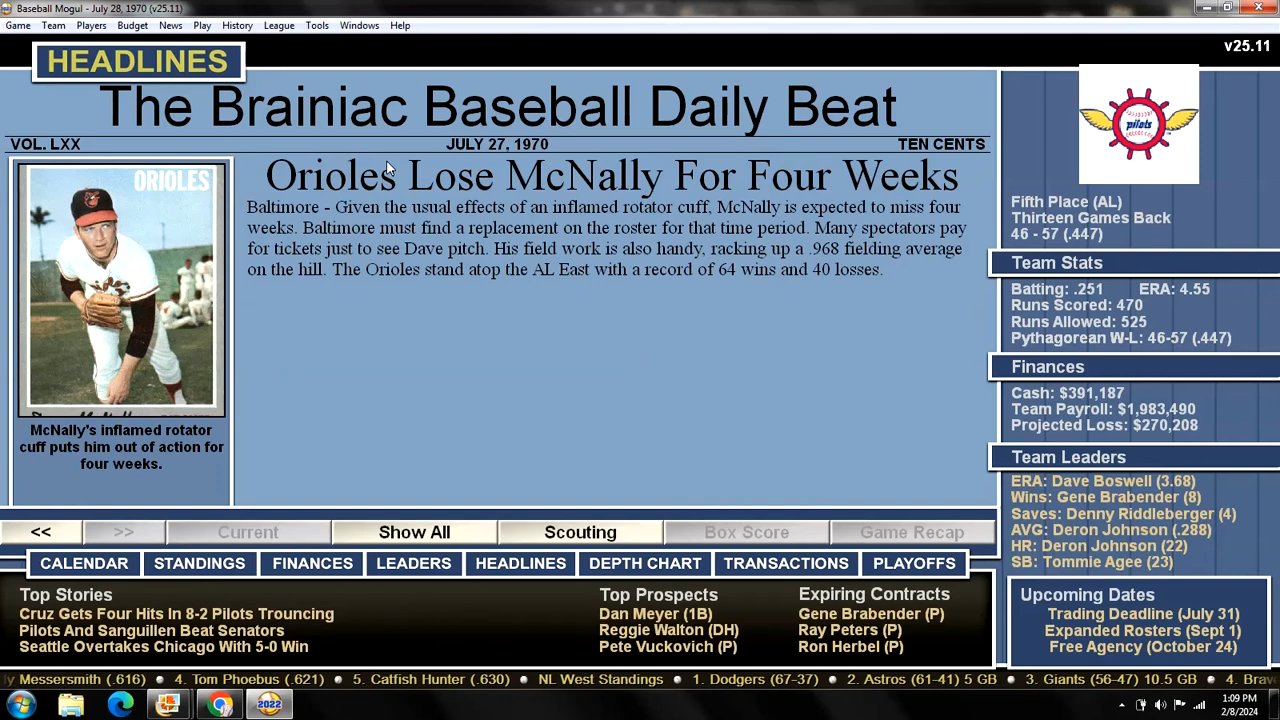 Baseball Mogul - July 28, 1970 (v25.11)
Game Team Players Budget News Play History League Tools Windows Help
HEADLINES
v25.11
The Brainiac Baseball Daily Beat
VOL. LXX JULY 27, 1970 TEN CENTS
ORIOLES
Orioles Lose McNally For Four Weeks
Baltimore - Given the usual effects of an inflamed rotator cuff, McNally is expected to miss four
weeks. Baltimore must find a replacement on the roster for that time period. Many spectators pay
for tickets just to see Dave pitch. His field work is also handy, racking up a .968 fielding average
on the hill. The Orioles stand atop the AL East with a record of 64 wins and 40 losses.
McNally's inflamed rotator
cuff puts him out of action for
four weeks.
pilots
Fifth Place (AL)
Thirteen Games Back
46 - 57 (.447)
Team Stats
Batting: .251 ERA: 4.55
Runs Scored: 470
Runs Allowed: 525
Pythagorean W-L: 46-57 (.447)
Finances
Cash: $391,187
Team Payroll: $1,983,490
Projected Loss: $270,208
Team Leaders
ERA: Dave Boswell (3.68)
Wins: Gene Brabender (8)
Saves: Denny Riddleberger (4)
AVG: Deron Johnson (.288)
HR: Deron Johnson (22)
SB: Tommie Agee (23)
<< >> Current Show All Scouting Box Score Game Recap
CALENDAR STANDINGS FINANCES LEADERS HEADLINES DEPTH CHART TRANSACTIONS PLAYOFFS
Top Stories
Cruz Gets Four Hits In 8-2 Pilots Trouncing
Pilots And Sanguillen Beat Senators
Seattle Overtakes Chicago With 5-0 Win
Top Prospects
Dan Meyer (1B)
Reggie Walton (DH)
Pete Vuckovich (P)
Expiring Contracts
Gene Brabender (P)
Ray Peters (P)
Ron Herbel (P)
Upcoming Dates
Trading Deadline (July 31)
Expanded Rosters (Sept 1)
Free Agency (October 24)
y Messersmith (.616) • 4. Tom Phoebus (.621) • 5. Catfish Hunter (.630) • NL West Standings • 1. Dodgers (67-37) • 2. Astros (61-41) 5 GB • 3. Giants (56-47) 10.5 GB • 4. Brav
2022
1:09 PM
2/8/2024